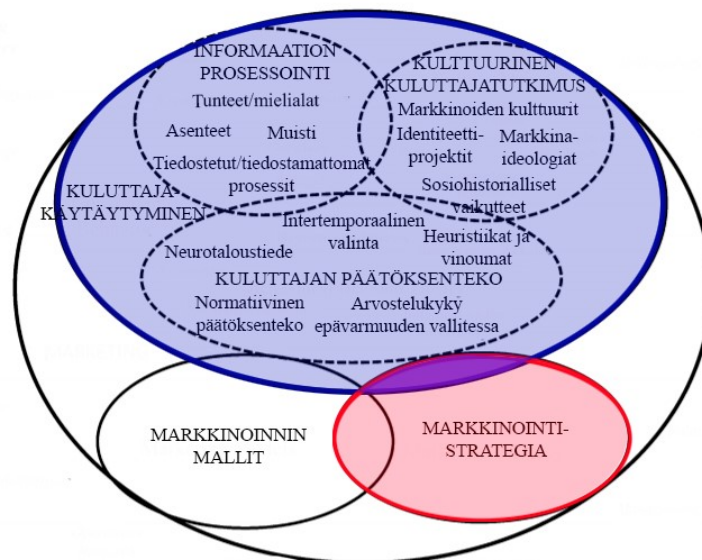 INFORMAATION
PROSESSOINTI
Tunteet/mielialat
Asenteet
Muisti
Tiedostetut/tiedostamattomat
prosessit
KULTTUURINEN
KULUTTAJATUTKIMUS
Markkinoiden kulttuurit
Identiteetti-
projektit
Markkina-
ideologiat
Sosiohistorialliset
vaikutteet
KULUTTAJA-
KÄYTÄYTYMINEN
Intertemporaalinen
valinta
Neurotaloustiede
Heuristiikat ja
vinoumat
KULUTTAJAN PÄÄTÖKSENTEKO
Normatiivinen
päätöksenteko
Arvostelukyky
epävarmuuden vallitessa
MARKKINOINNIN
MALLIT
MARKKINOINTI-
STRATEGIA